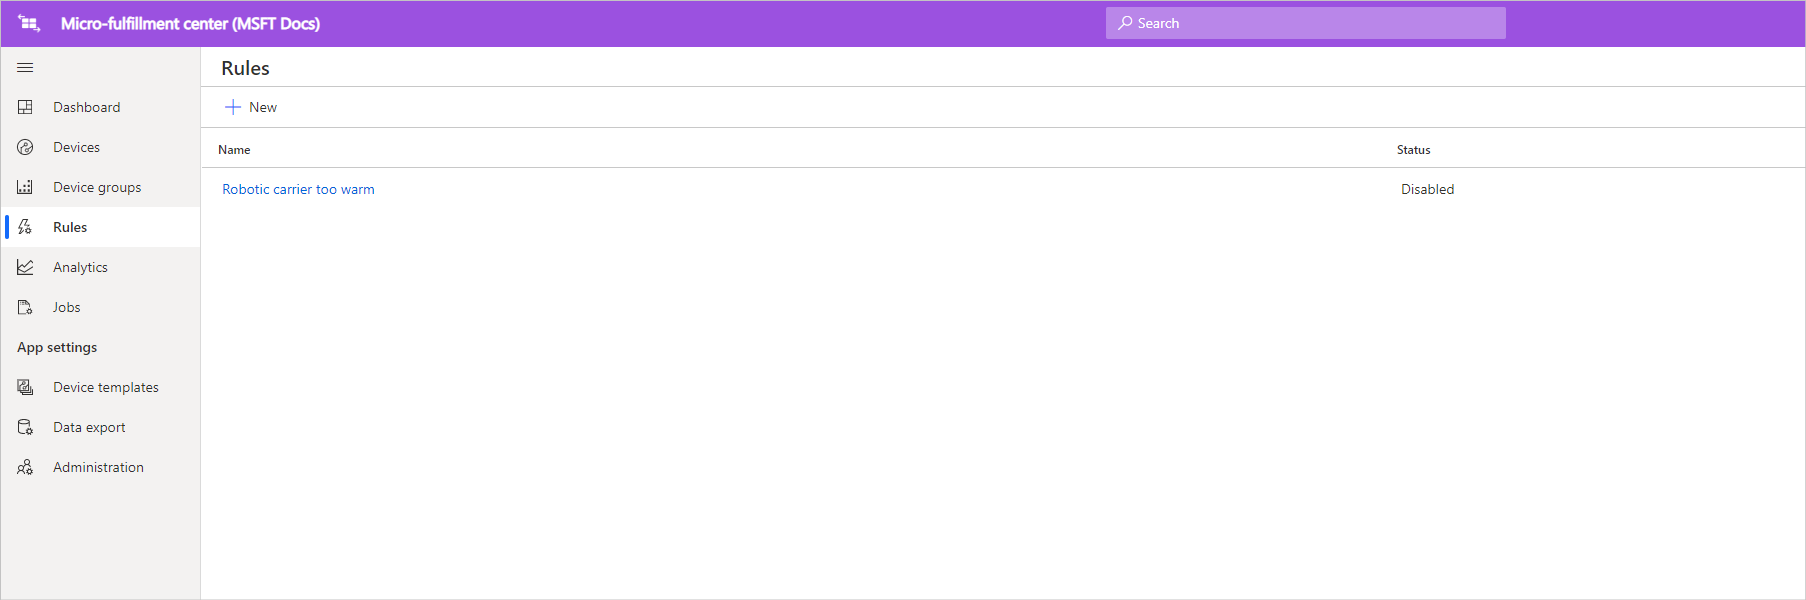 Micro-fulfillment center (MSFT Docs)
Search
Dashboard
Devices
Device groups
Rules
Analytics
Jobs
App settings
Device templates
Data export
Administration
Rules
New
Name Status
Robotic carrier too warm Disabled